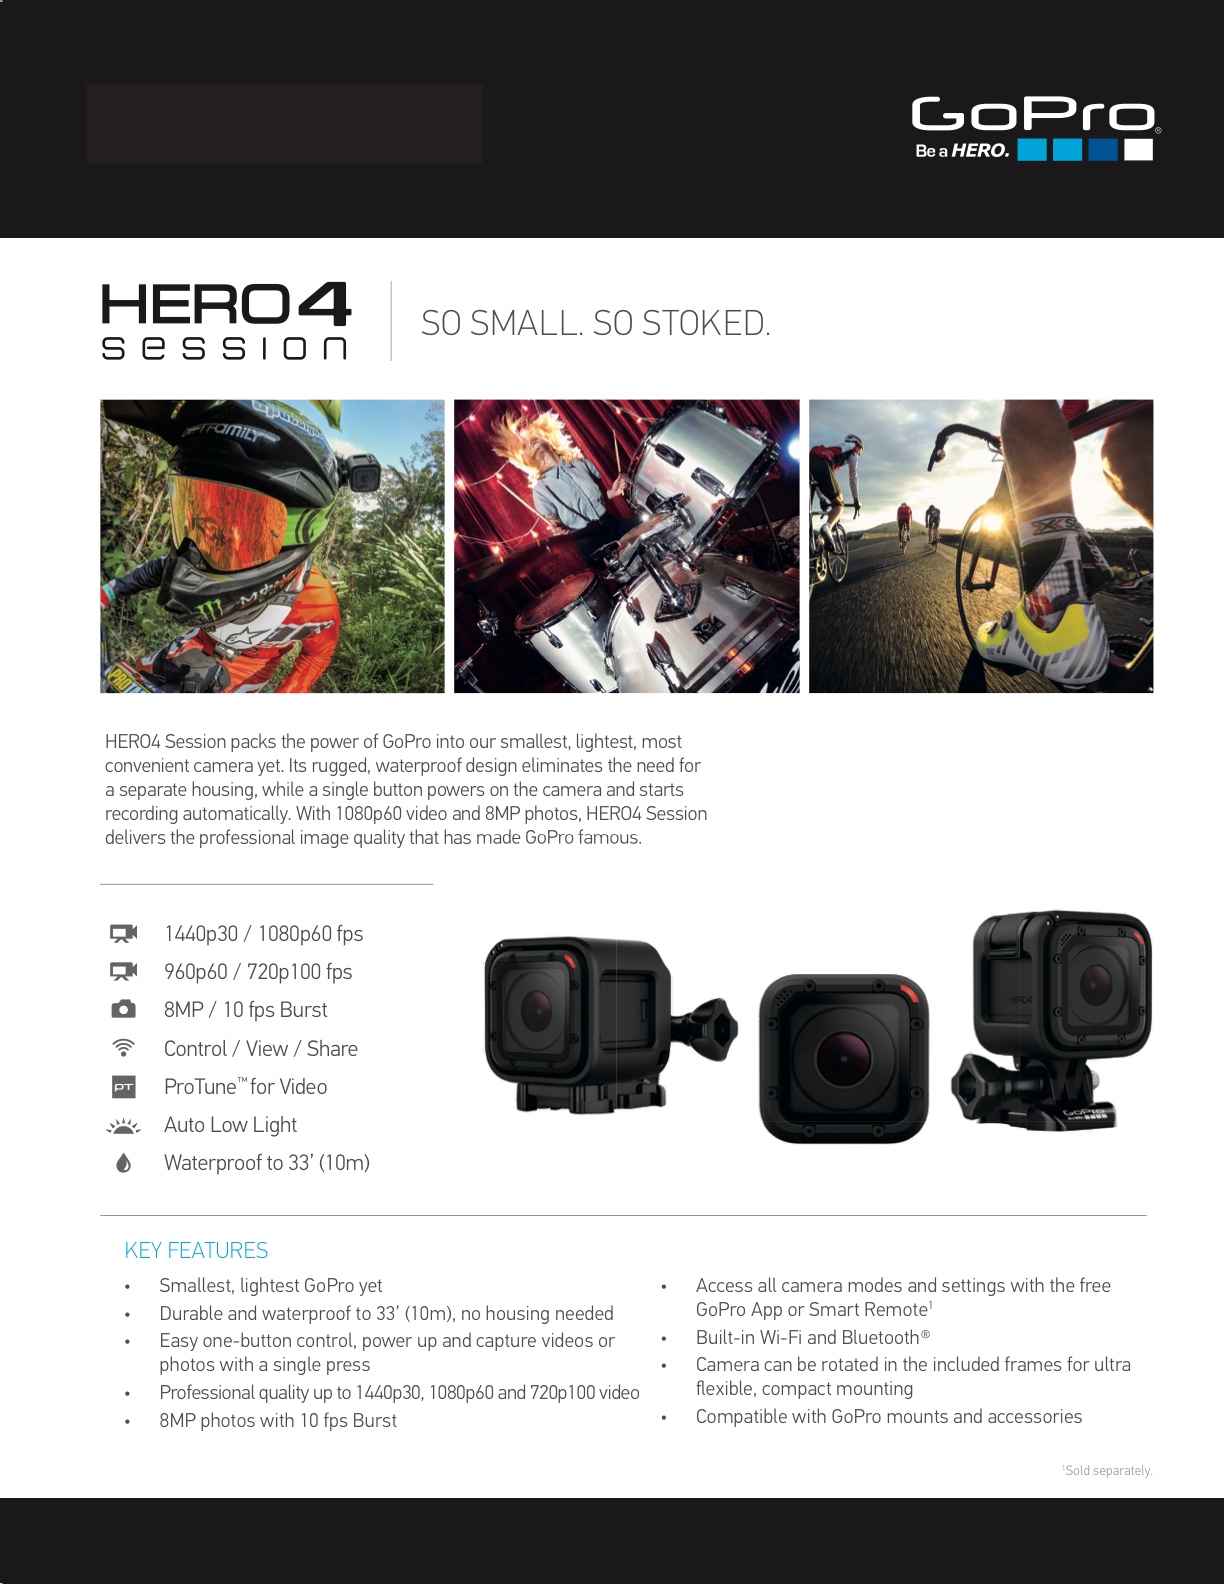 GoPro®
Be a HERO.
HERO4
session
SO SMALL. SO STOKED.
HERO4 Session packs the power of GoPro into our smallest, lightest, most
convenient camera yet. Its rugged, waterproof design eliminates the need for
a separate housing, while a single button powers on the camera and starts
recording automatically. With 1080p60 video and 8MP photos, HERO4 Session
delivers the professional image quality that has made GoPro famous.
1440p30 / 1080p60 fps
960p60 / 720p100 fps
8MP / 10 fps Burst
Control / View / Share
PT ProTune™ for Video
Auto Low Light
Waterproof to 33’ (10m)
HERO4
GoPro
KEY FEATURES
• Smallest, lightest GoPro yet
• Durable and waterproof to 33’ (10m), no housing needed
• Easy one-button control, power up and capture videos or
photos with a single press
• Professional quality up to 1440p30, 1080p60 and 720p100 video
• 8MP photos with 10 fps Burst
• Access all camera modes and settings with the free
GoPro App or Smart Remote¹
• Built-in Wi-Fi and Bluetooth®
• Camera can be rotated in the included frames for ultra
flexible, compact mounting
• Compatible with GoPro mounts and accessories
¹Sold separately.